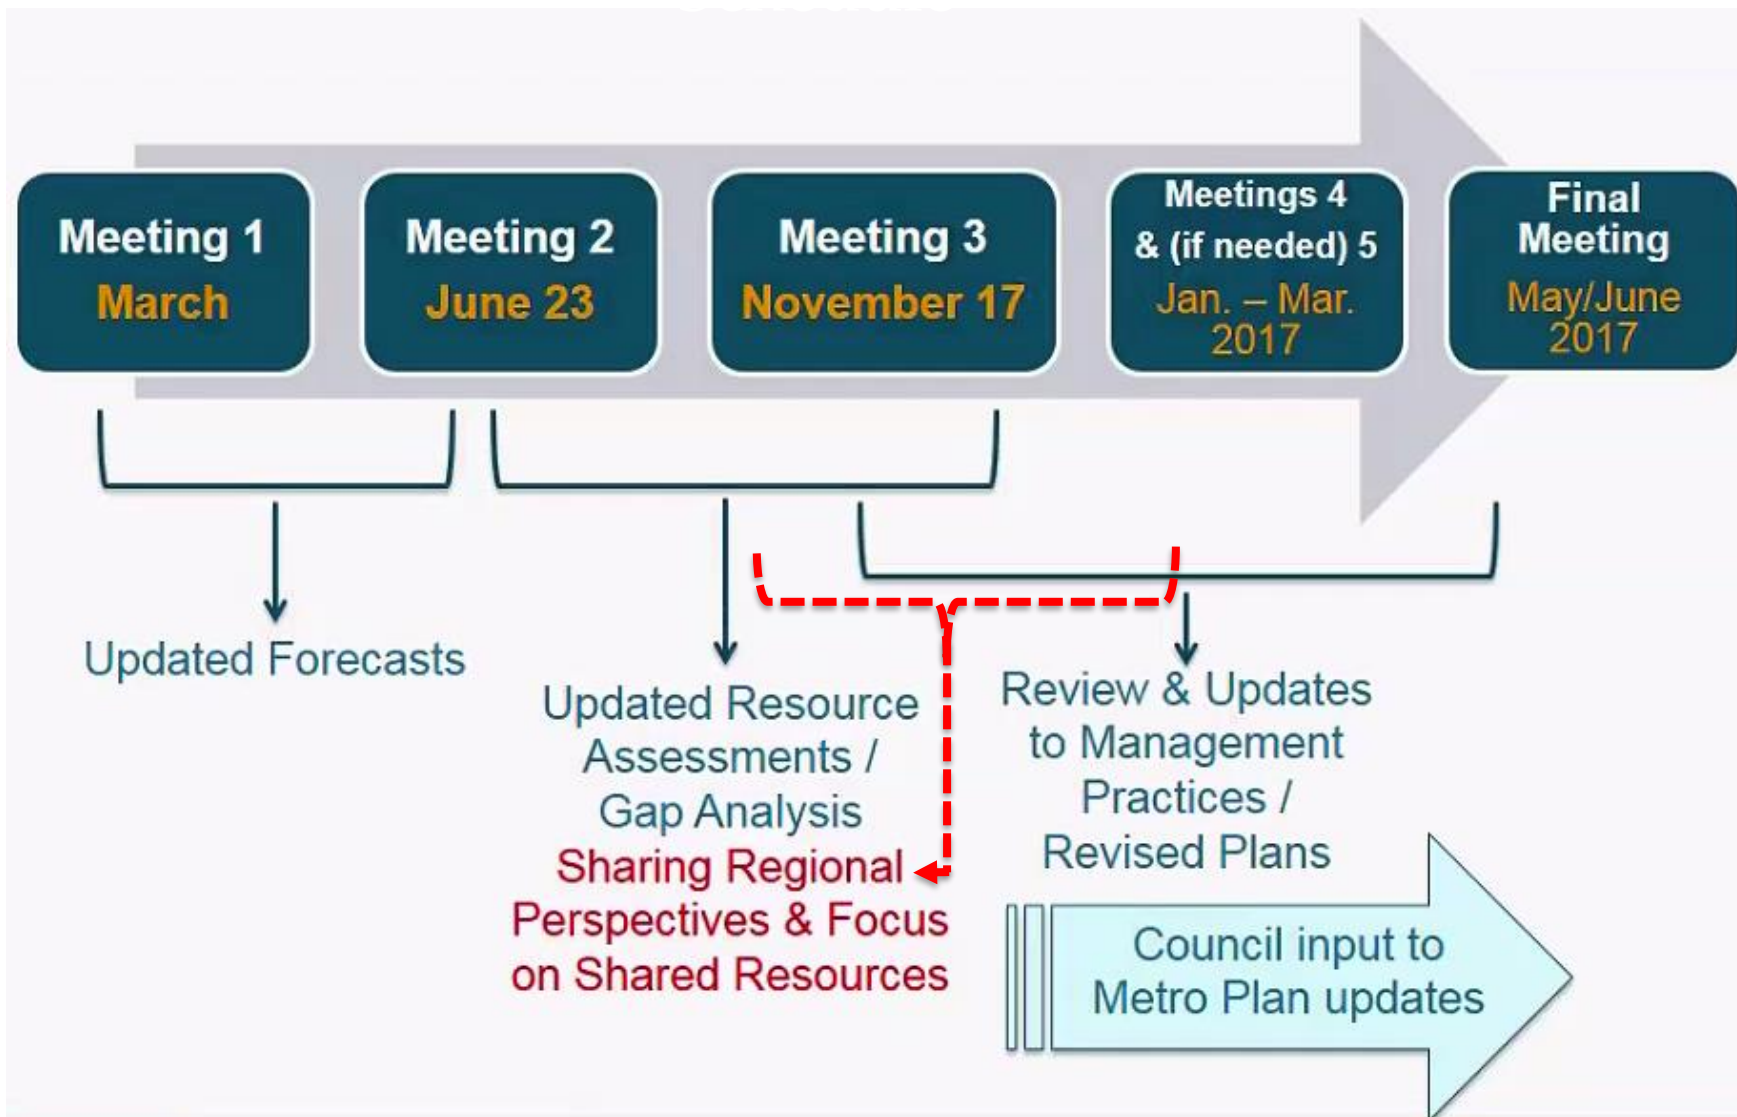 Meeting 1
March
Meeting 2
June 23
Meeting 3
November 17
Meetings 4
& (if needed) 5
Jan. – Mar.
2017
Final
Meeting
May/June
2017
Updated Forecasts
Updated Resource
Assessments /
Gap Analysis
Sharing Regional
Perspectives & Focus
on Shared Resources
Review & Updates
to Management
Practices /
Revised Plans
Council input to
Metro Plan updates